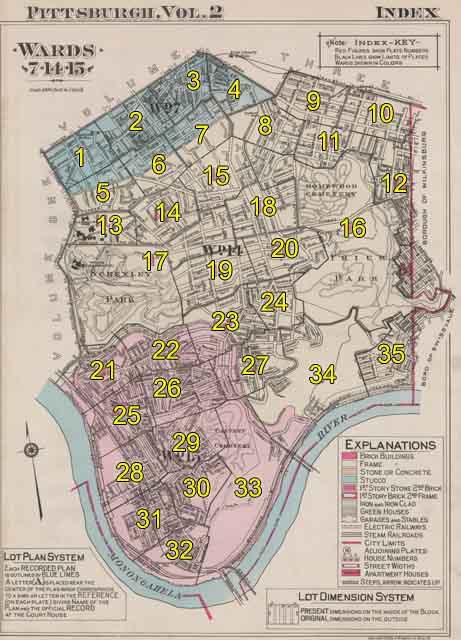 PITTSBURGH, VOL. 2
INDEX
WARDS
7-14-15
NOTE: INDEX-KEY-
RED FIGURES SHOW PLATE NUMBERS
BLACK LINES SHOW LIMITS OF PLATES
WARDS SHOWN IN COLORS
VOLUME
THREE
VOLUME ONE
3
4
9
10
2
1
7
8
11
6
15
5
12
HOMEWOOD
CEMETERY
14
18
13
16
BOROUGH OF WILKINSBURG
17
20
19
FRICK
PARK
SCHENLEY
PARK
24
23
22
21
27
35
34
26
BORO OF SWISSVALE
25
29
CALVARY
CEMETERY
RIVER
28
30
33
31
32
MONONGAHELA
EXPLANATIONS
BRICK BUILDINGS
FRAME "
STONE OR CONCRETE
STUCCO
1ST STORY STONE 2ND BRICK
1ST STORY BRICK 2ND FRAME
IRON AND IRON CLAD
GREEN HOUSES
GARAGES AND STABLES
ELECTRIC RAILWAYS
STEAM RAILROADS
CITY LIMITS
ADJOINING PLATES
HOUSE NUMBERS
STREET WIDTHS
APARTMENT HOUSES
STEPS, ARROW INDICATES UP
LOT PLAN SYSTEM
EACH RECORDED PLAN
IS OUTLINED IN BLUE LINES
A LETTER (A) IS PLACED NEAR THE
CENTER OF THE PLAN WHICH CORRESPONDS
TO A SIMILAR LETTER IN THE REFERENCE
(ON EACH PLATE) GIVING NAME OF
PLAN AND THE OFFICIAL RECORD
AT THE COURT HOUSE
LOT DIMENSION SYSTEM
PRESENT DIMENSIONS ON THE INSIDE OF THE BLOCK
ORIGINAL DIMENSIONS ON THE OUTSIDE